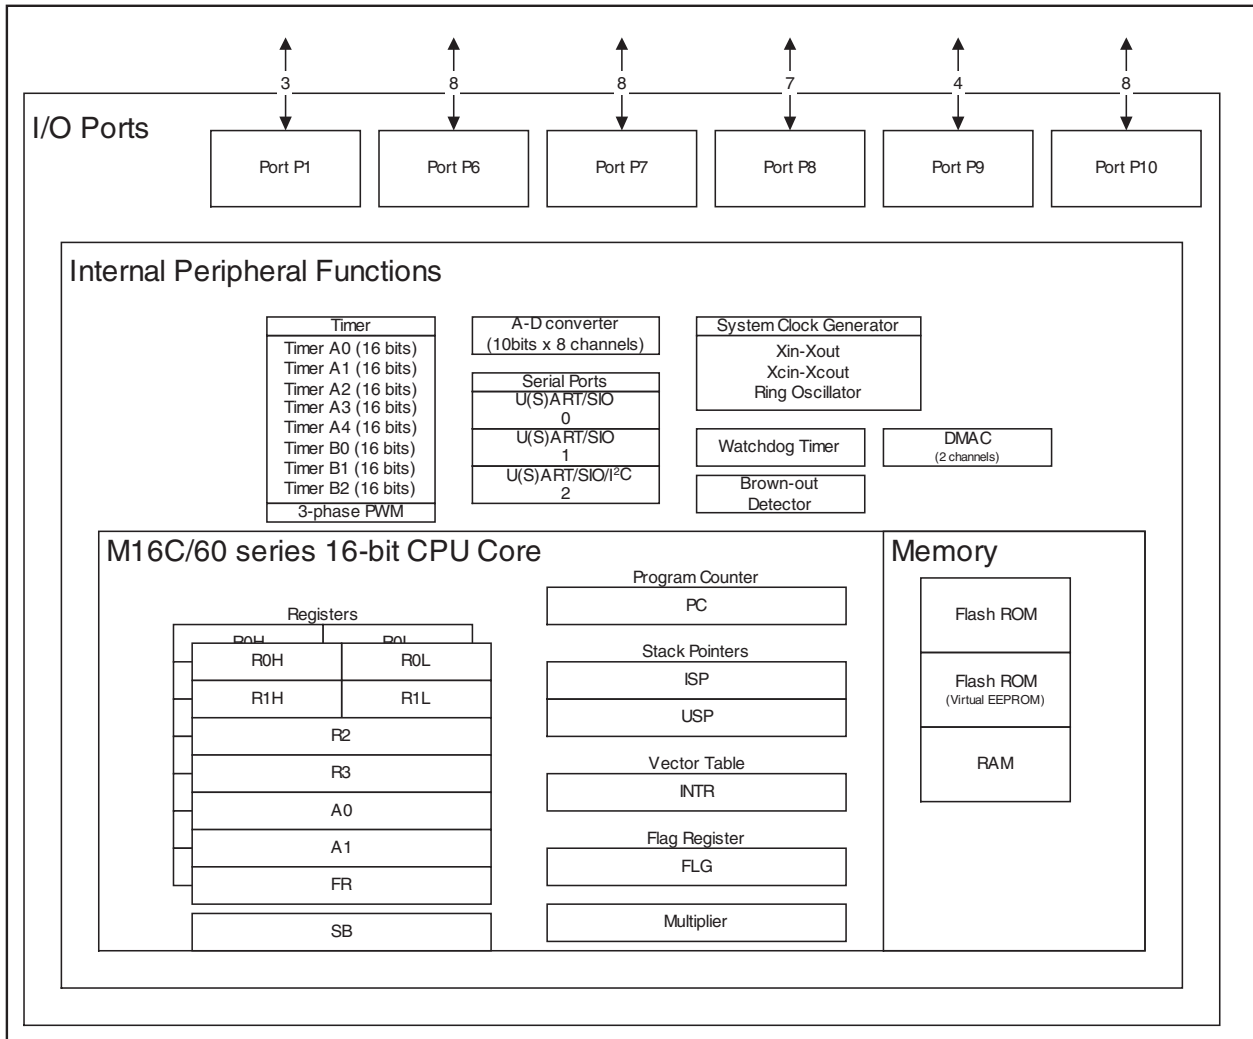 3
8
8
7
4
8
I/O Ports
Port P1
Port P6
Port P7
Port P8
Port P9
Port P10
Internal Peripheral Functions
Timer
Timer A0 (16 bits)
Timer A1 (16 bits)
Timer A2 (16 bits)
Timer A3 (16 bits)
Timer A4 (16 bits)
Timer B0 (16 bits)
Timer B1 (16 bits)
Timer B2 (16 bits)
3-phase PWM
A-D converter
(10bits x 8 channels)
Serial Ports
U(S)ART/SIO
0
U(S)ART/SIO
1
U(S)ART/SIO/I²C
2
System Clock Generator
Xin-Xout
Xcin-Xcout
Ring Oscillator
Watchdog Timer
DMAC
(2 channels)
Brown-out
Detector
M16C/60 series 16-bit CPU Core
Registers
R0H R0L
R0H R0L
R1H R1L
R2
R3
A0
A1
FR
SB
Program Counter
PC
Stack Pointers
ISP
USP
Vector Table
INTR
Flag Register
FLG
Multiplier
Memory
Flash ROM
Flash ROM
(Virtual EEPROM)
RAM